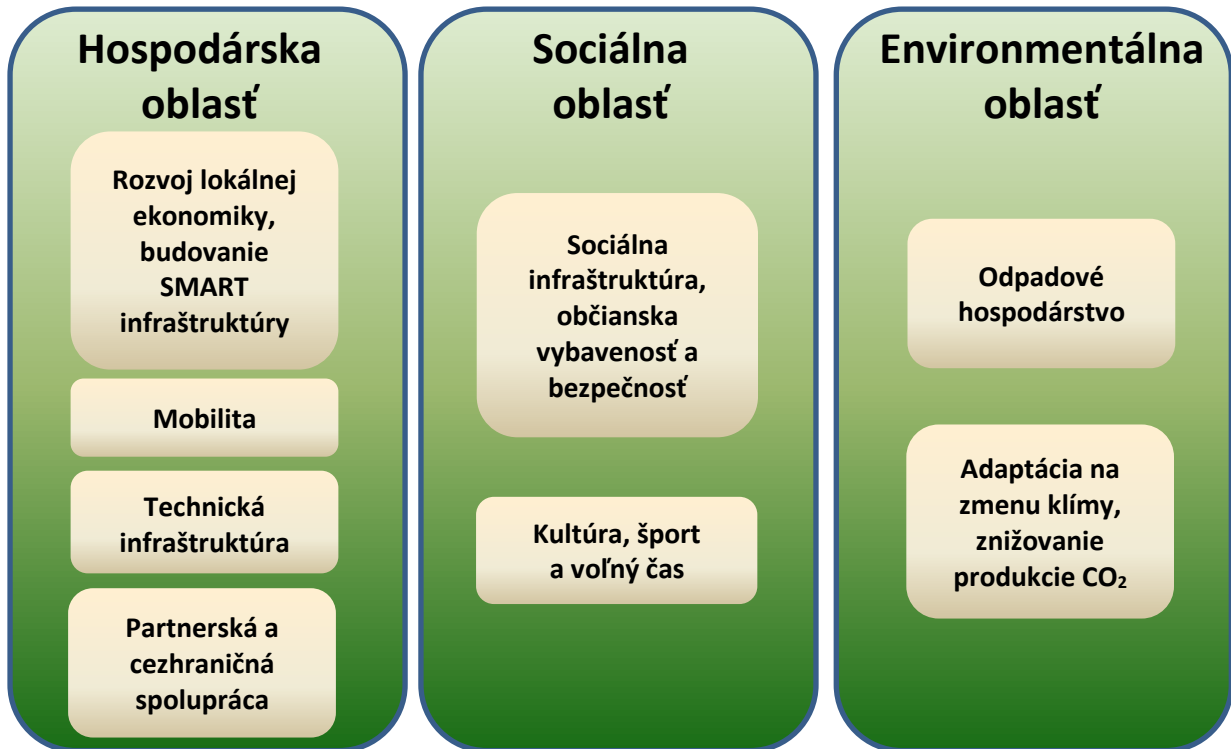 Hospodárska
oblasť
Rozvoj lokálnej
ekonomiky,
budovanie
SMART
infraštruktúry
Mobilita
Technická
infraštruktúra
Partnerská a
cezhraničná
spolupráca
Sociálna
oblasť
Sociálna
infraštruktúra,
občianska
vybavenosť a
bezpečnosť
Kultúra, šport
a voľný čas
Environmentálna
oblasť
Odpadové
hospodárstvo
Adaptácia na
zmenu klímy,
znižovanie
produkcie CO₂